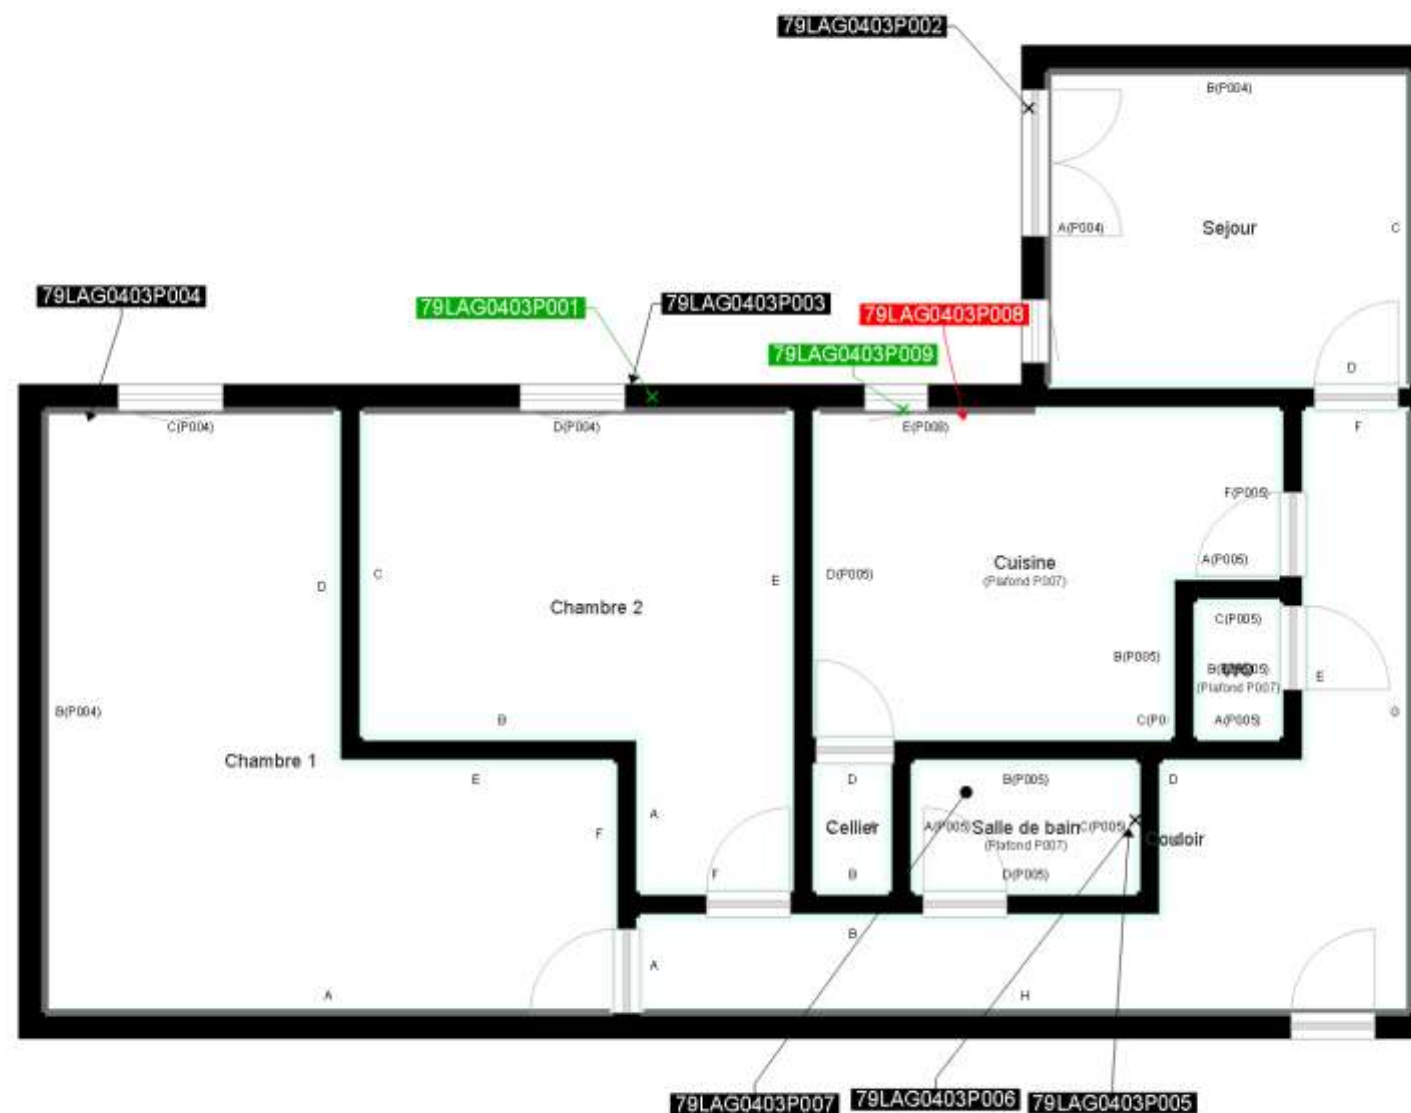 79LAG0403P002
B(P004)
A(P004)
Sejour
C
D
79LAG0403P004
79LAG0403P001
79LAG0403P003
79LAG0403P008
79LAG0403P009
C(P004)
D(P004)
E(P008)
F
D
C
Chambre 2
E
D(P005)
Cuisine
(Plafond P007)
F(P005)
A(P005)
B(P005)
C(P0
C(P005)
(Plafond P007)
A(P005)
E
G
B(P004)
B
Chambre 1
E
F
A
F
D
Cellier
B
B(P005)
A(P005)
Salle de bain
C(P005)
(Plafond P007)
D(P005)
D
Couloir
B
A
A
H
79LAG0403P007
79LAG0403P006
79LAG0403P005